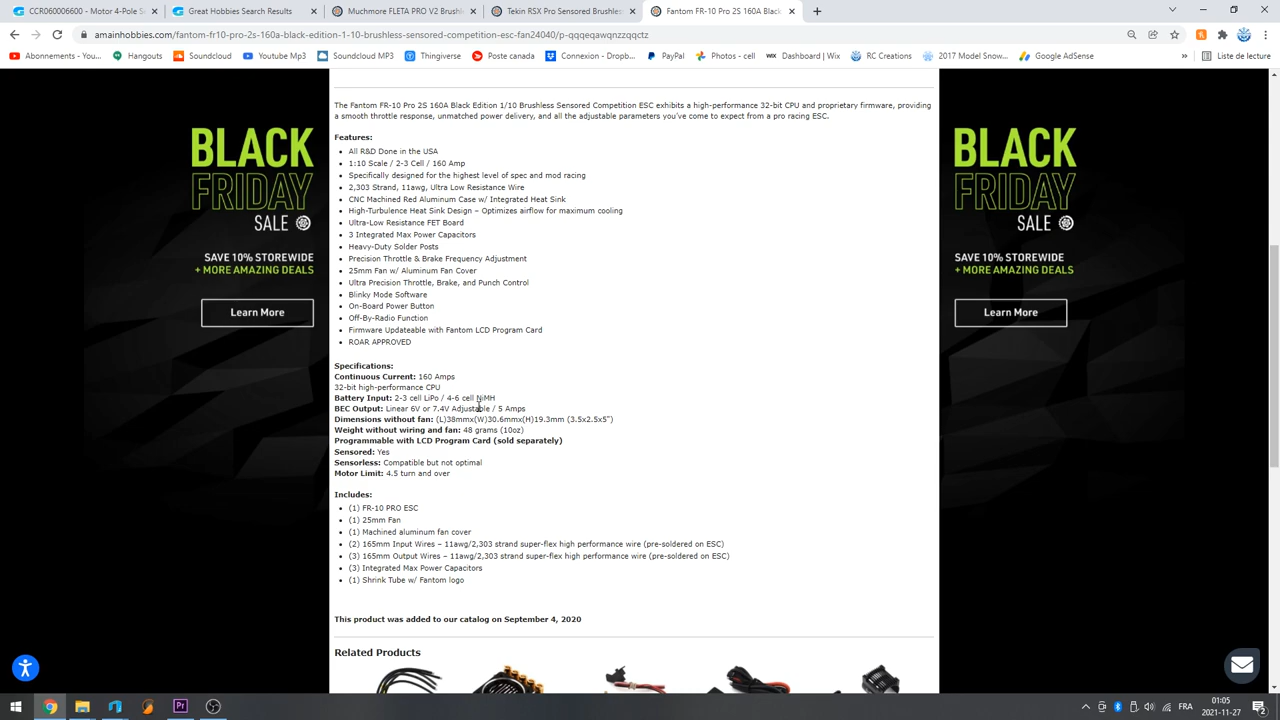 CCR060006600 - Motor 4-Pole S
Great Hobbies Search Results
Muchmore FLETA PRO V2 Brushl
Tekin RSX Pro Sensored Brushles
Fantom FR-10 Pro 2S 160A Black
amainhobbies.com/fantom-fr10-pro-2s-160a-black-edition-1-10-brushless-sensored-competition-esc-fan24040/p-qqqeqawqnzzqqctz
Abonnements - You...
Hangouts
Soundcloud
Youtube Mp3
Soundcloud MP3
Thingiverse
Poste canada
Connexion - Dropb...
PayPal
Photos - cell
Dashboard | Wix
RC Creations
2017 Model Snow...
Google AdSense
»
Liste de lecture
The Fantom FR-10 Pro 2S 160A Black Edition 1/10 Brushless Sensored Competition ESC exhibits a high-performance 32-bit CPU and proprietary firmware, providing
a smooth throttle response, unmatched power delivery, and all the adjustable parameters you've come to expect from a pro racing ESC.
Features:
• All R&D Done in the USA
• 1:10 Scale / 2-3 Cell / 160 Amp
• Specifically designed for the highest level of spec and mod racing
• 2,303 Strand, 11awg, Ultra Low Resistance Wire
• CNC Machined Red Aluminum Case w/ Integrated Heat Sink
• High-Turbulence Heat Sink Design – Optimizes airflow for maximum cooling
• Ultra-Low Resistance FET Board
• 3 Integrated Max Power Capacitors
• Heavy-Duty Solder Posts
• Precision Throttle & Brake Frequency Adjustment
• 25mm Fan w/ Aluminum Fan Cover
• Ultra Precision Throttle, Brake, and Punch Control
• Blinky Mode Software
• On-Board Power Button
• Off-By-Radio Function
• Firmware Updateable with Fantom LCD Program Card
• ROAR APPROVED
Specifications:
Continuous Current: 160 Amps
32-bit high-performance CPU
Battery Input: 2-3 cell LiPo / 4-6 cell NiMH
BEC Output: Linear 6V or 7.4V Adjustable / 5 Amps
Dimensions without fan: (L)38mmx(W)30.6mmx(H)19.3mm (3.5x2.5x5")
Weight without wiring and fan: 48 grams (10oz)
Programmable with LCD Program Card (sold separately)
Sensored: Yes
Sensorless: Compatible but not optimal
Motor Limit: 4.5 turn and over
Includes:
• (1) FR-10 PRO ESC
• (1) 25mm Fan
• (1) Machined aluminum fan cover
• (2) 165mm Input Wires – 11awg/2,303 strand super-flex high performance wire (pre-soldered on ESC)
• (3) 165mm Output Wires – 11awg/2,303 strand super-flex high performance wire (pre-soldered on ESC)
• (3) Integrated Max Power Capacitors
• (1) Shrink Tube w/ Fantom logo
This product was added to our catalog on September 4, 2020
Related Products
BLACK
FRIDAY
SALE
SAVE 10% STOREWIDE
+ MORE AMAZING DEALS
Learn More
BLACK
FRIDAY
SALE
SAVE 10% STOREWIDE
+ MORE AMAZING DEALS
Learn More
FRA
01:05
2021-11-27
2